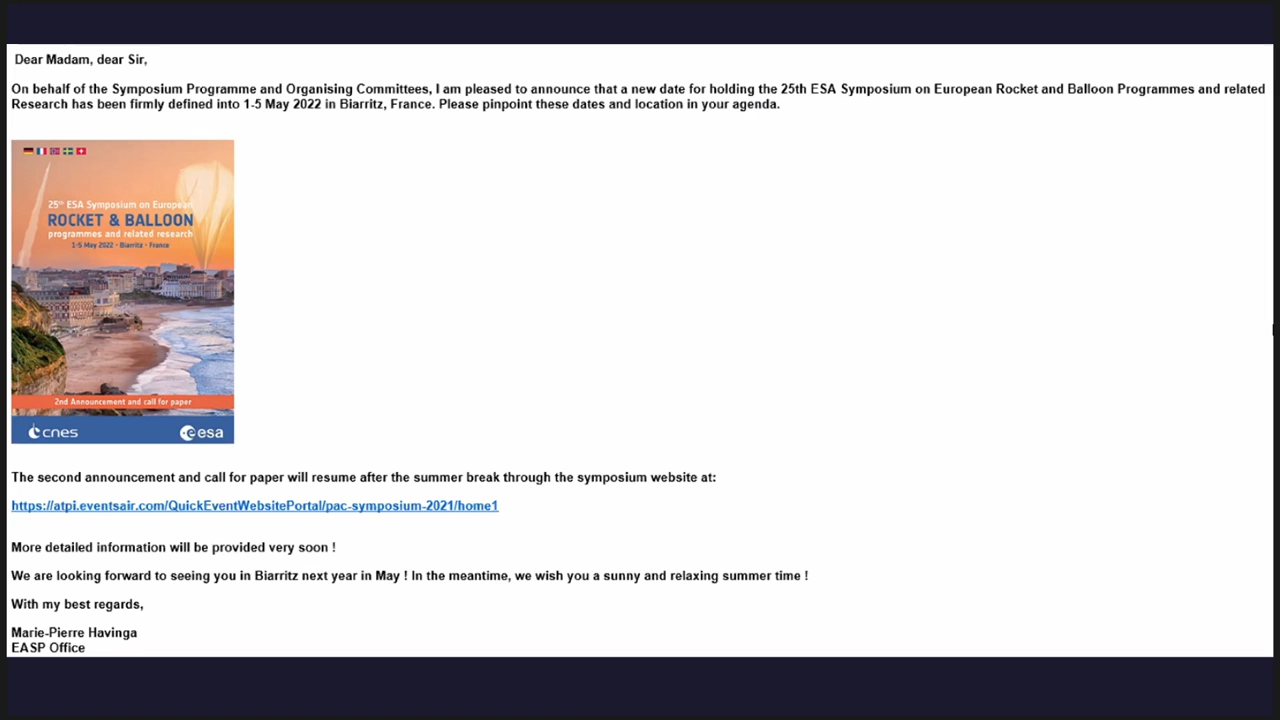 Dear Madam, dear Sir,
On behalf of the Symposium Programme and Organising Committees, I am pleased to announce that a new date for holding the 25th ESA Symposium on European Rocket and Balloon Programmes and related
Research has been firmly defined into 1-5 May 2022 in Biarritz, France. Please pinpoint these dates and location in your agenda.
25th ESA Symposium on European
ROCKET & BALLOON
programmes and related research
1-5 May 2022 - Biarritz - France
2nd Announcement and call for paper
cnes
esa
The second announcement and call for paper will resume after the summer break through the symposium website at:
https://atpi.eventsair.com/QuickEventWebsitePortal/pac-symposium-2021/home1
More detailed information will be provided very soon !
We are looking forward to seeing you in Biarritz next year in May ! In the meantime, we wish you a sunny and relaxing summer time !
With my best regards,
Marie-Pierre Havinga
EASP Office